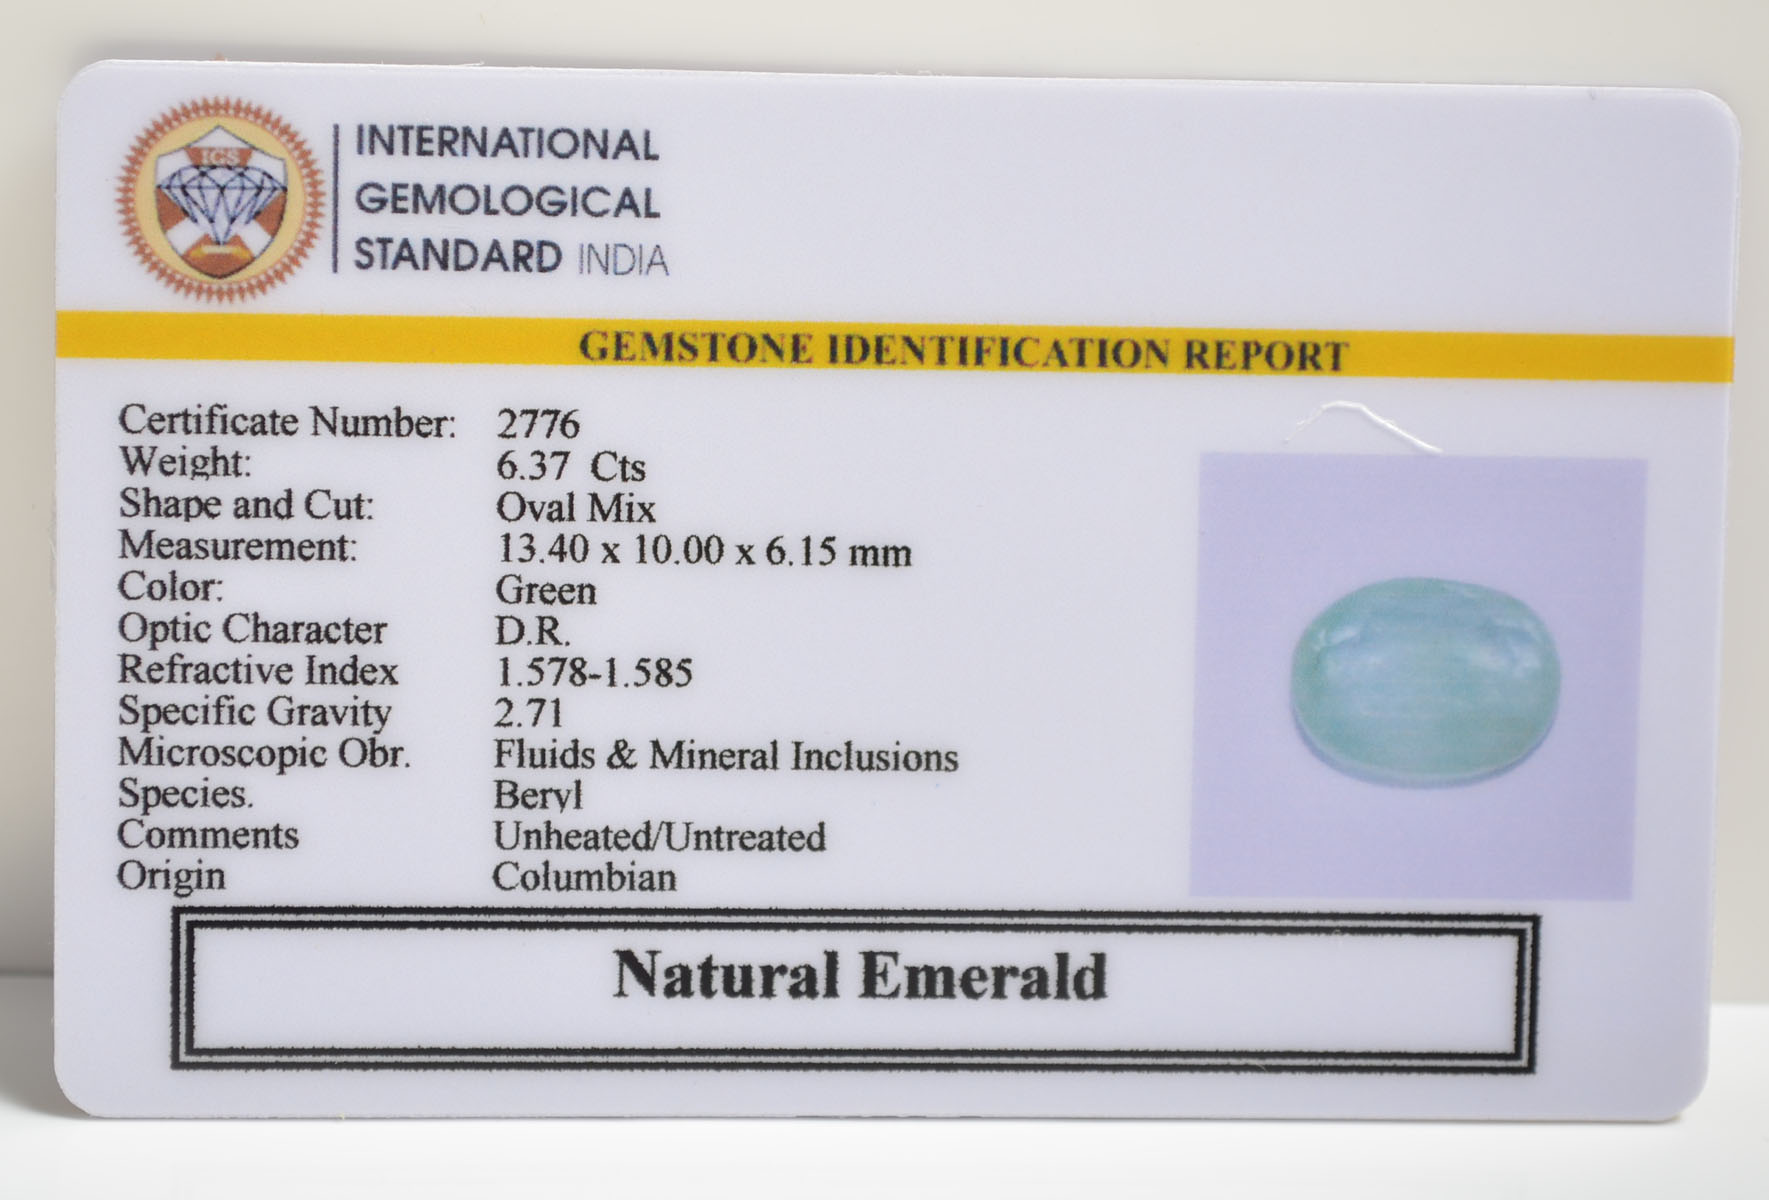 ICS
INTERNATIONAL
GEMOLOGICAL
STANDARD INDIA
GEMSTONE IDENTIFICATION REPORT
Certificate Number: 2776
Weight: 6.37 Cts
Shape and Cut: Oval Mix
Measurement: 13.40 x 10.00 x 6.15 mm
Color: Green
Optic Character D.R.
Refractive Index 1.578-1.585
Specific Gravity 2.71
Microscopic Obr. Fluids & Mineral Inclusions
Species. Beryl
Comments Unheated/Untreated
Origin Columbian
Natural Emerald